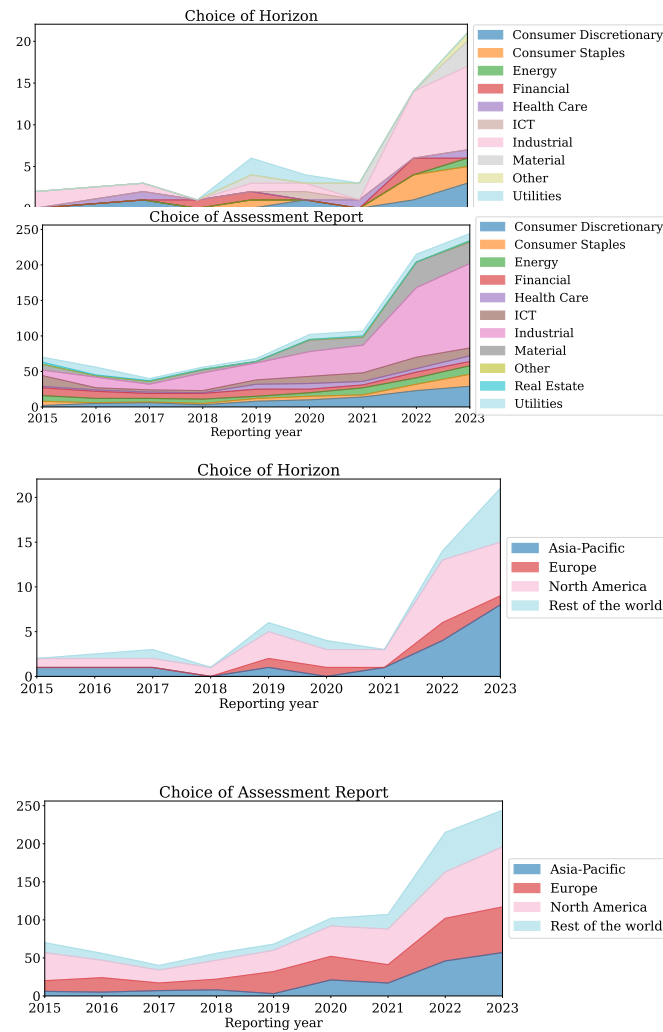 Choice of Horizon
20
15
10
5
0
Consumer Discretionary
Consumer Staples
Energy
Financial
Health Care
ICT
Industrial
Material
Other
Utilities
Choice of Assessment Report
250
200
150
100
50
0
2015 2016 2017 2018 2019 2020 2021 2022 2023
Reporting year
Consumer Discretionary
Consumer Staples
Energy
Financial
Health Care
ICT
Industrial
Material
Other
Real Estate
Utilities
Choice of Horizon
20
15
10
5
0
2015 2016 2017 2018 2019 2020 2021 2022 2023
Reporting year
Asia-Pacific
Europe
North America
Rest of the world
Choice of Assessment Report
250
200
150
100
50
0
2015 2016 2017 2018 2019 2020 2021 2022 2023
Reporting year
Asia-Pacific
Europe
North America
Rest of the world